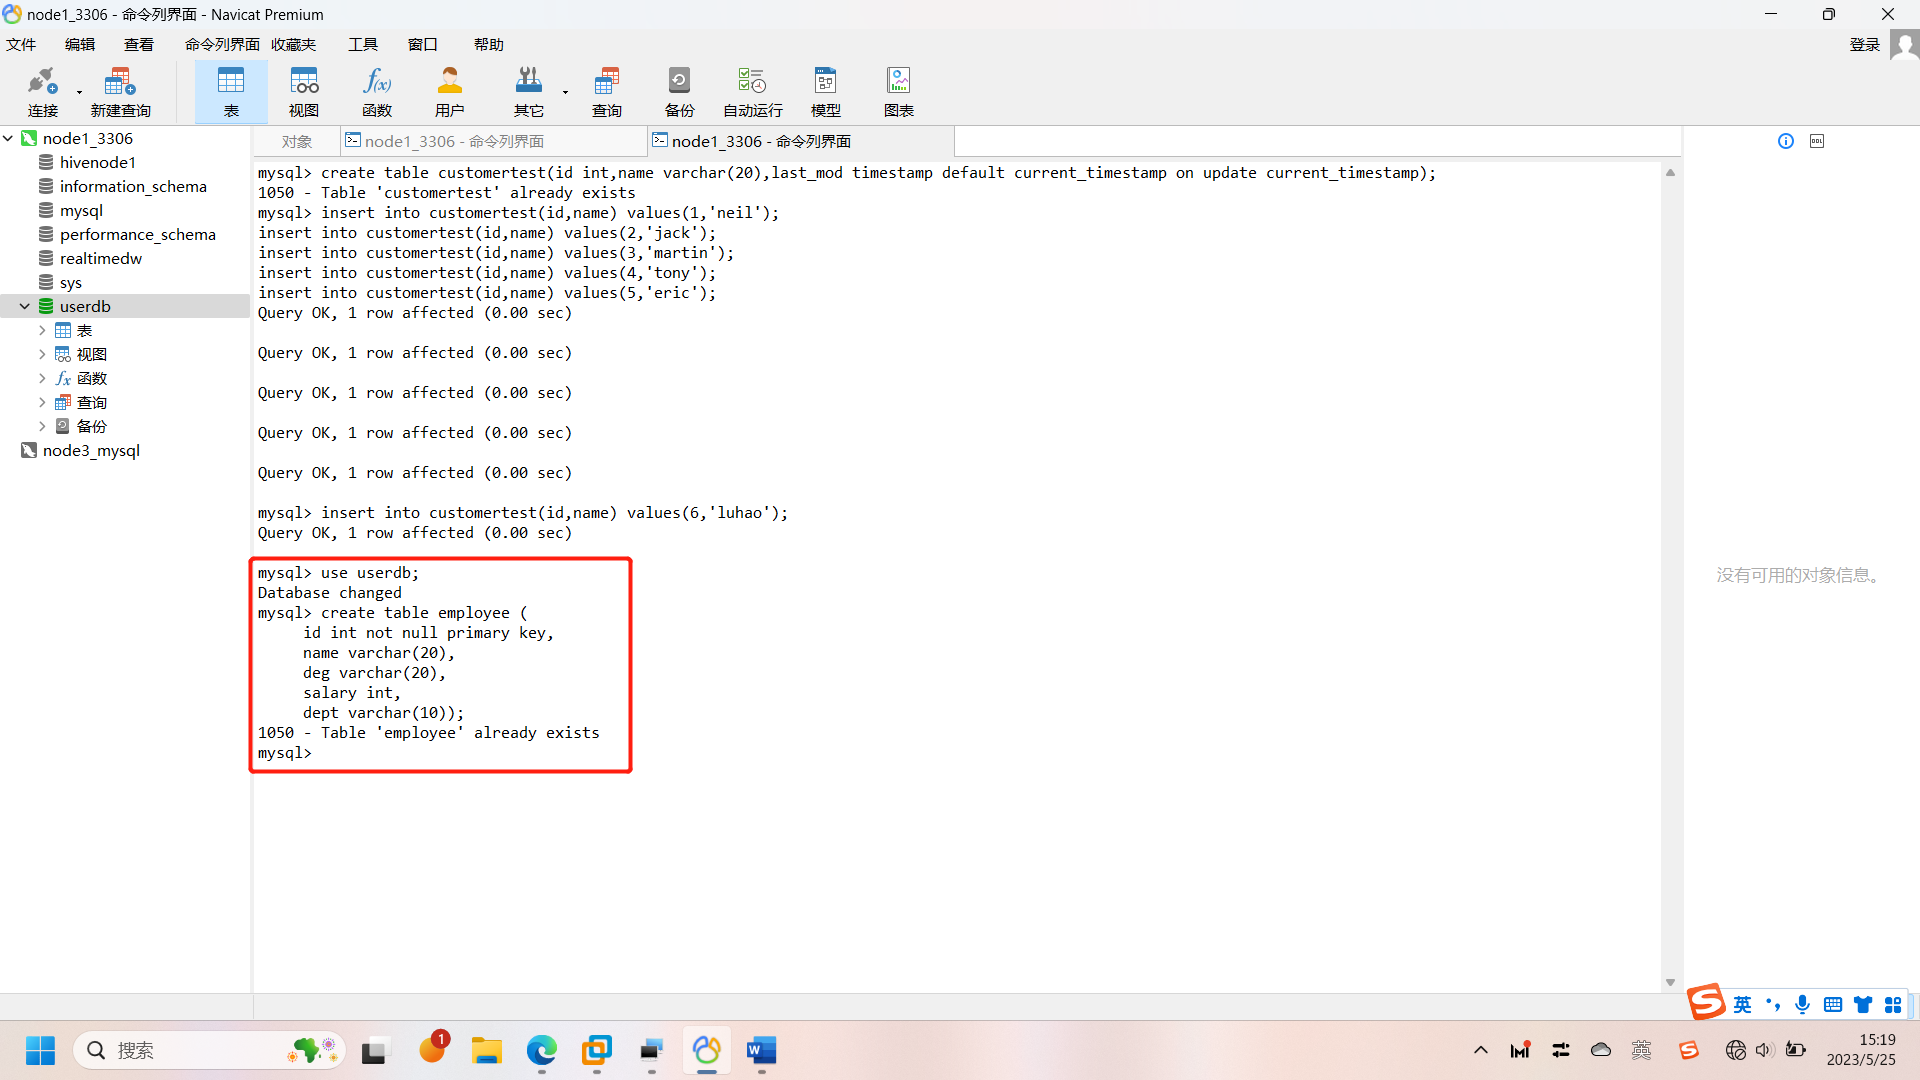 node1_3306 - 命令列界面 - Navicat Premium
文件 编辑 查看 命令列界面 收藏夹 工具 窗口 帮助 登录
连接 新建查询 表 视图 函数 用户 其它 查询 备份 自动运行 模型 图表
node1_3306
hivenode1
information_schema
mysql
performance_schema
realtimedw
sys
userdb
表
视图
函数
查询
备份
node3_mysql
对象 node1_3306 - 命令列界面 node1_3306 - 命令列界面
mysql> create table customertest(id int,name varchar(20),last_mod timestamp default current_timestamp on update current_timestamp);
1050 - Table 'customertest' already exists
mysql> insert into customertest(id,name) values(1,'neil');
insert into customertest(id,name) values(2,'jack');
insert into customertest(id,name) values(3,'martin');
insert into customertest(id,name) values(4,'tony');
insert into customertest(id,name) values(5,'eric');
Query OK, 1 row affected (0.00 sec)
Query OK, 1 row affected (0.00 sec)
Query OK, 1 row affected (0.00 sec)
Query OK, 1 row affected (0.00 sec)
Query OK, 1 row affected (0.00 sec)
mysql> insert into customertest(id,name) values(6,'luhao');
Query OK, 1 row affected (0.00 sec)
mysql> use userdb;
Database changed
mysql> create table employee (
id int not null primary key,
name varchar(20),
deg varchar(20),
salary int,
dept varchar(10));
1050 - Table 'employee' already exists
mysql>
没有可用的对象信息。
英
搜索
1
英
15:19
2023/5/25